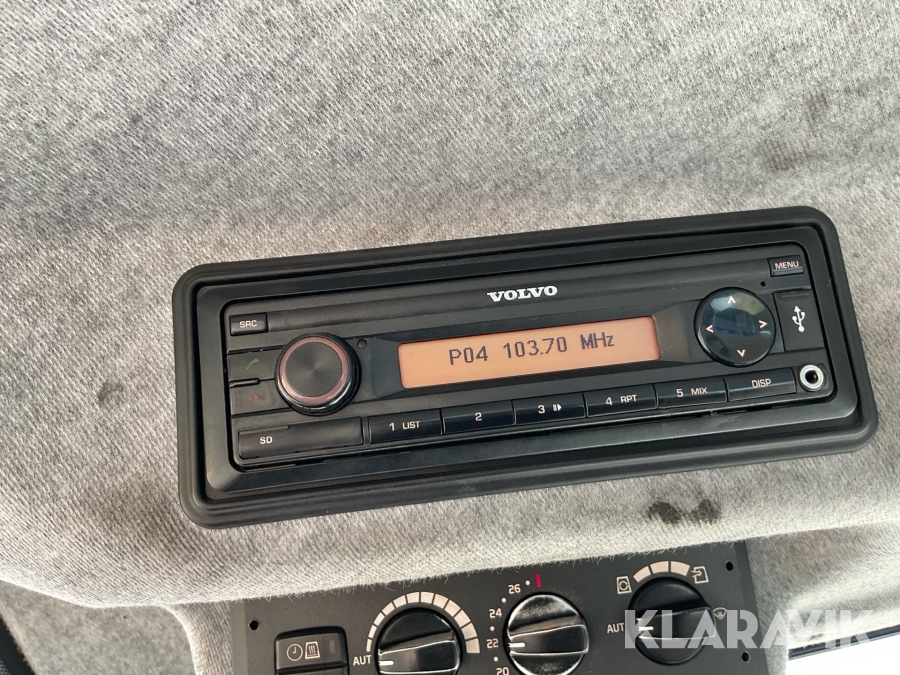 VOLVO
MENU
SRC
P04 103.70 MHz
SD
1 LIST
2
3
4 RPT
5 MIX
DISP
26
24
22
20
AUT
AUT
KLARAVIK